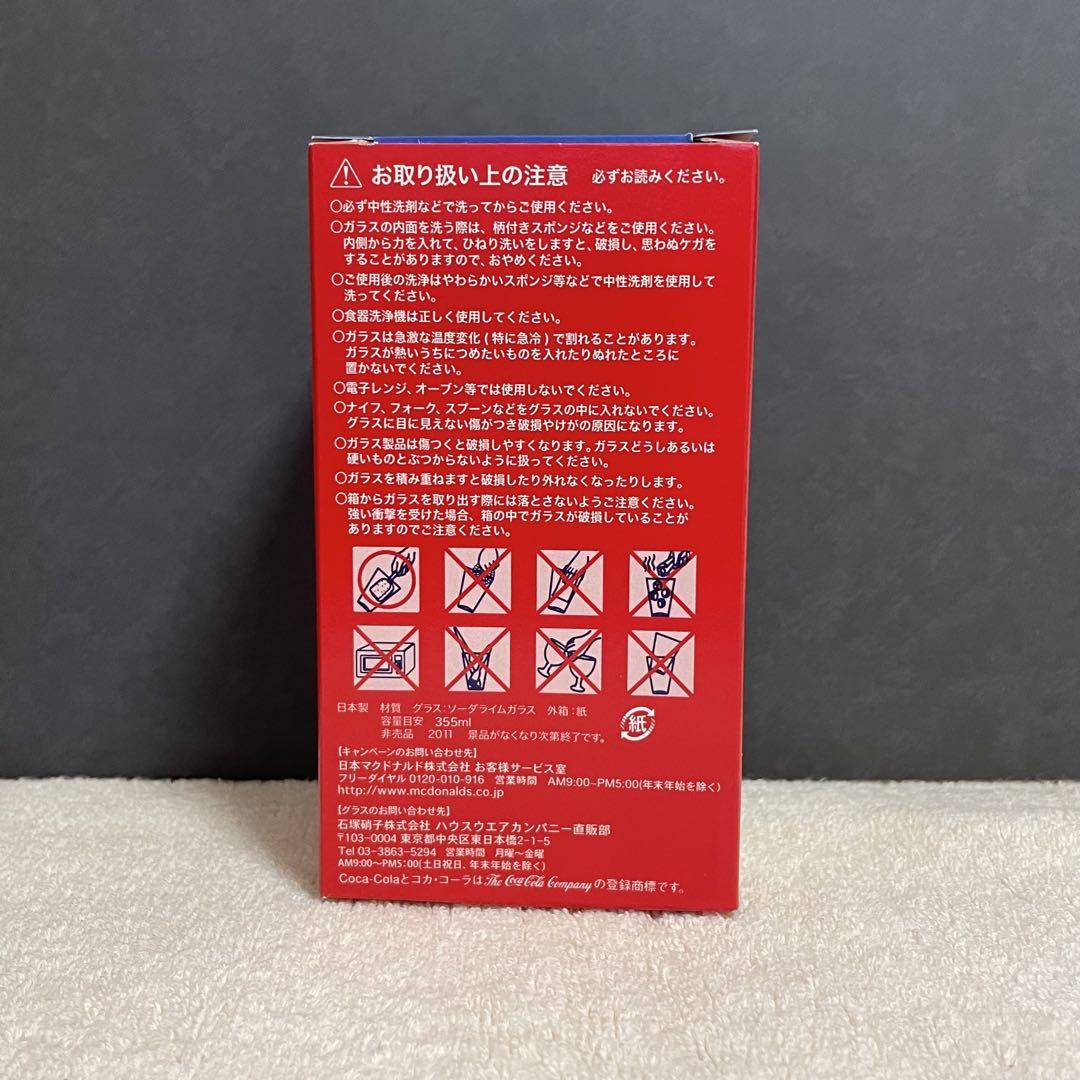 お取り扱い上の注意 必ずお読みください。
○必ず中性洗剤などで洗ってからご使用ください。
○ガラスの内面を洗う際は、柄付きスポンジなどをご使用ください。
内側から力を入れて、ひねり洗いをしますと、破損し、思わぬケガを
することがありますので、おやめください。
○ご使用後の洗浄はやわらかいスポンジ等などで中性洗剤を使用して
洗ってください。
○食器洗浄機は正しく使用してください。
○ガラスは急激な温度変化(特に急冷)で割れることがあります。
ガラスが熱いうちにつめたいものを入れたりぬれたところに
置かないでください。
○電子レンジ、オーブン等では使用しないでください。
○ナイフ、フォーク、スプーンなどをグラスの中に入れないでください。
グラスに目に見えない傷がつき破損やけがの原因になります。
○ガラス製品は傷つくと破損しやすくなります。ガラスどうしあるいは
硬いものとぶつからないように扱ってください。
○ガラスを積み重ねますと破損したり外れなくなったりします。
○箱からガラスを取り出す際には落とさないようご注意ください。
強い衝撃を受けた場合、箱の中でガラスが破損していることが
ありますのでご注意ください。
日本製 材質 グラス:ソーダライムガラス 外箱:紙
容量目安 355ml
非売品 2011 景品がなくなり次第終了です。
紙
【キャンペーンのお問い合わせ先】
日本マクドナルド株式会社 お客様サービス室
フリーダイヤル 0120-010-916 営業時間 AM9:00~PM5:00(年末年始を除く)
http://www.mcdonalds.co.jp
【グラスのお問い合わせ先】
石塚硝子株式会社 ハウスウエアカンパニー直販部
〒103-0004 東京都中央区東日本橋2-1-5
Tel 03-3863-5294 営業時間 月曜~金曜
AM9:00~PM5:00(土日祝日、年末年始を除く)
Coca-Colaとコカ・コーラはThe Coca-Cola Companyの登録商標です。